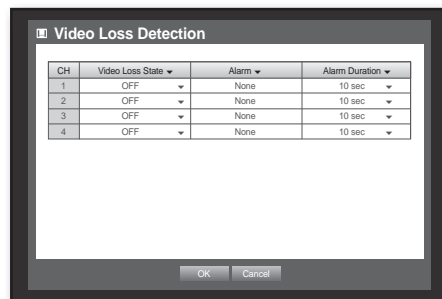 Video Loss Detection
CH Video Loss State Alarm Alarm Duration
1 OFF None 10 sec
2 OFF None 10 sec
3 OFF None 10 sec
4 OFF None 10 sec
OK Cancel